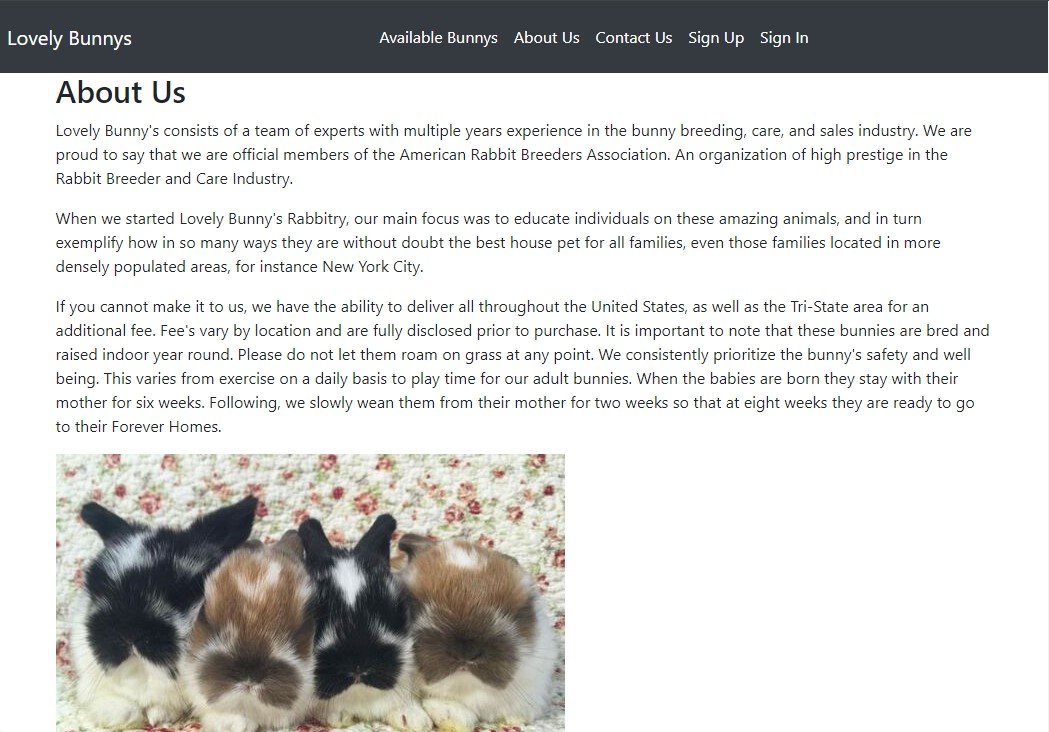 Lovely Bunnys
Available Bunnys About Us Contact Us Sign Up Sign In
About Us
Lovely Bunny's consists of a team of experts with multiple years experience in the bunny breeding, care, and sales industry. We are
proud to say that we are official members of the American Rabbit Breeders Association. An organization of high prestige in the
Rabbit Breeder and Care Industry.
When we started Lovely Bunny's Rabbitry, our main focus was to educate individuals on these amazing animals, and in turn
exemplify how in so many ways they are without doubt the best house pet for all families, even those families located in more
densely populated areas, for instance New York City.
If you cannot make it to us, we have the ability to deliver all throughout the United States, as well as the Tri-State area for an
additional fee. Fee's vary by location and are fully disclosed prior to purchase. It is important to note that these bunnies are bred and
raised indoor year round. Please do not let them roam on grass at any point. We consistently prioritize the bunny's safety and well
being. This varies from exercise on a daily basis to play time for our adult bunnies. When the babies are born they stay with their
mother for six weeks. Following, we slowly wean them from their mother for two weeks so that at eight weeks they are ready to go
to their Forever Homes.